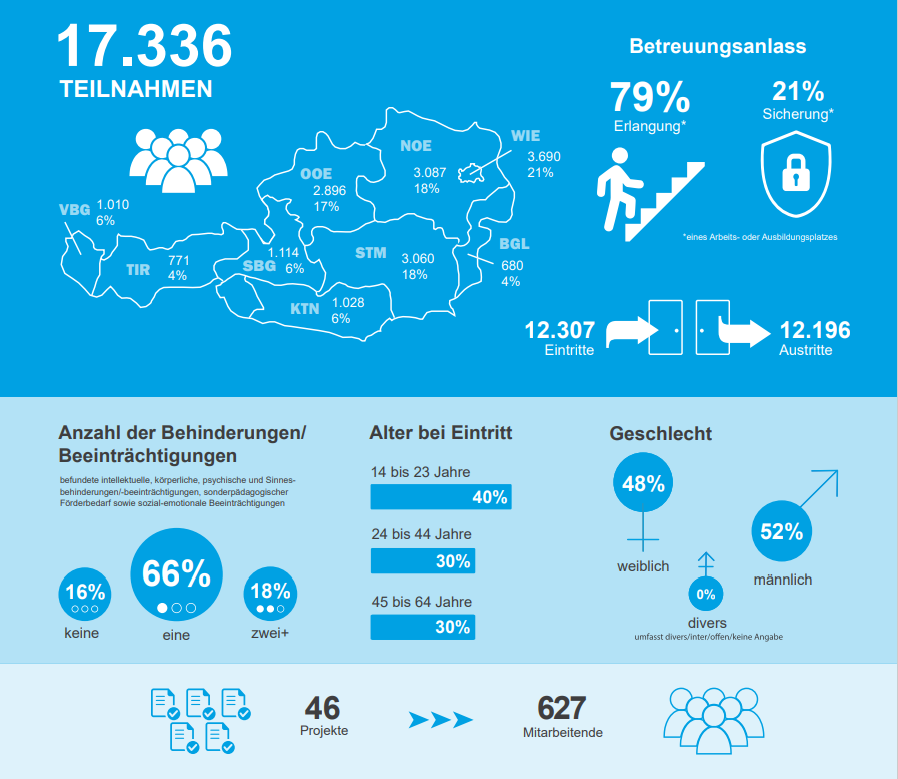 17.336
TEILNAHMEN
Betreuungsanlass
79%
Erlangung*
21%
Sicherung*
*eines Arbeits- oder Ausbildungsplatzes
WIE
3.690
21%
NOE
3.087
18%
OOE
2.896
17%
VBG 1.010
6%
TIR
771
4%
SBG
1.114
6%
STM
3.060
18%
BGL
680
4%
KTN
1.028
6%
12.307
Eintritte
12.196
Austritte
Anzahl der Behinderungen/
Beeinträchtigungen
befundete intellektuelle, körperliche, psychische und Sinnes-
behinderungen/-beeinträchtigungen, sonderpädagogischer
Förderbedarf sowie sozial-emotionale Beeinträchtigungen
16%
keine
66%
eine
18%
zwei+
Alter bei Eintritt
14 bis 23 Jahre
40%
24 bis 44 Jahre
30%
45 bis 64 Jahre
30%
Geschlecht
48%
weiblich
52%
männlich
0%
divers
umfasst divers/inter/offen/keine Angabe
46
Projekte
627
Mitarbeitende